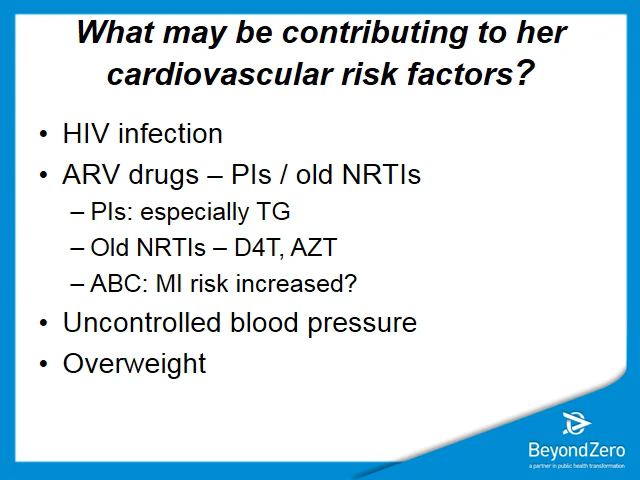 What may be contributing to her
cardiovascular risk factors?
• HIV infection
• ARV drugs – PIs / old NRTIs
– PIs: especially TG
– Old NRTIs – D4T, AZT
– ABC: MI risk increased?
• Uncontrolled blood pressure
• Overweight
BeyondZero
a partner in public health transformation